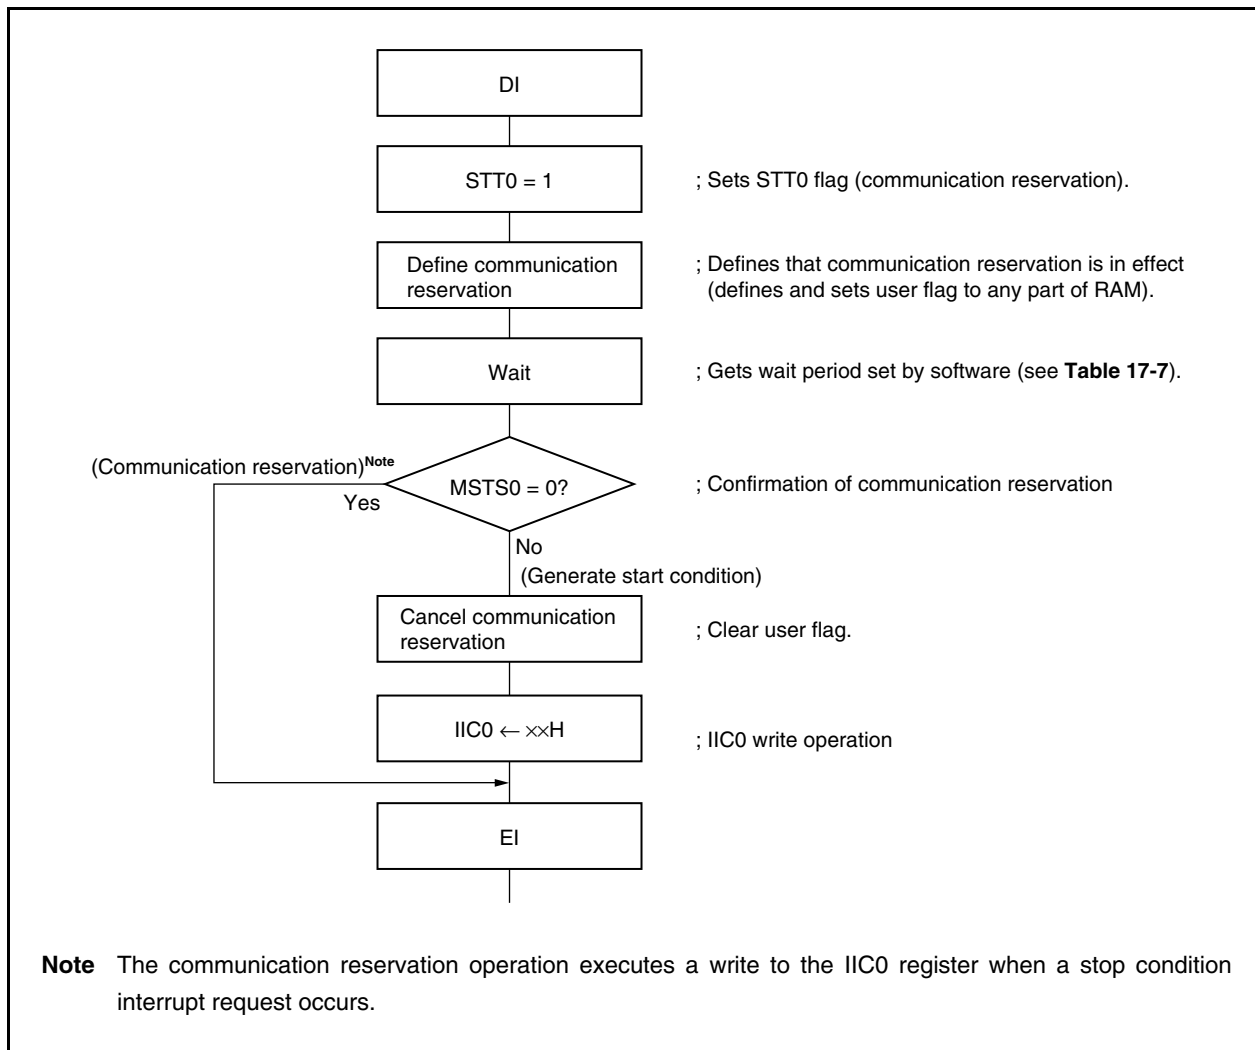 DI
STT0 = 1
; Sets STT0 flag (communication reservation).
Define communication
reservation
; Defines that communication reservation is in effect
(defines and sets user flag to any part of RAM).
Wait
; Gets wait period set by software (see Table 17-7).
(Communication reservation)Note
MSTS0 = 0?
; Confirmation of communication reservation
Yes
No
(Generate start condition)
Cancel communication
reservation
; Clear user flag.
IIC0 ← ××H
; IIC0 write operation
EI
Note The communication reservation operation executes a write to the IIC0 register when a stop condition
interrupt request occurs.